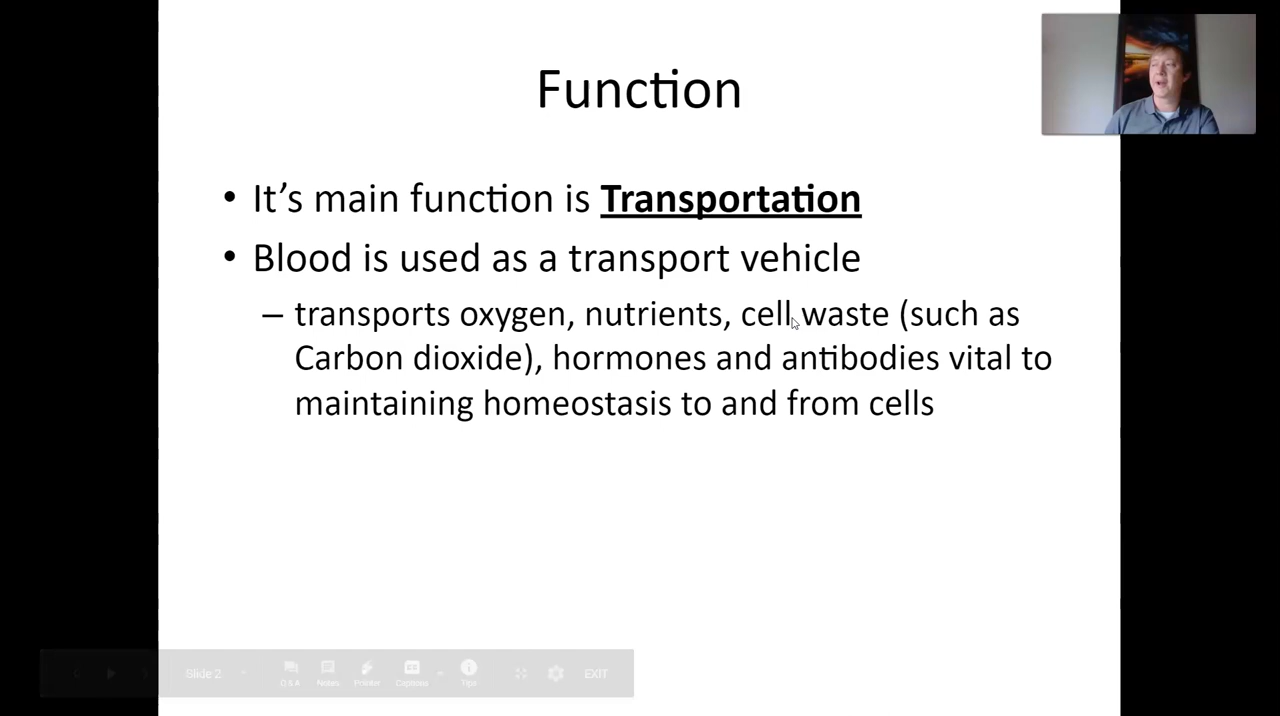 Function
• It’s main function is Transportation
• Blood is used as a transport vehicle
– transports oxygen, nutrients, cell waste (such as
Carbon dioxide), hormones and antibodies vital to
maintaining homeostasis to and from cells
Slide 2
Q & A
Notes
Pointer
Captions
Tips
EXIT